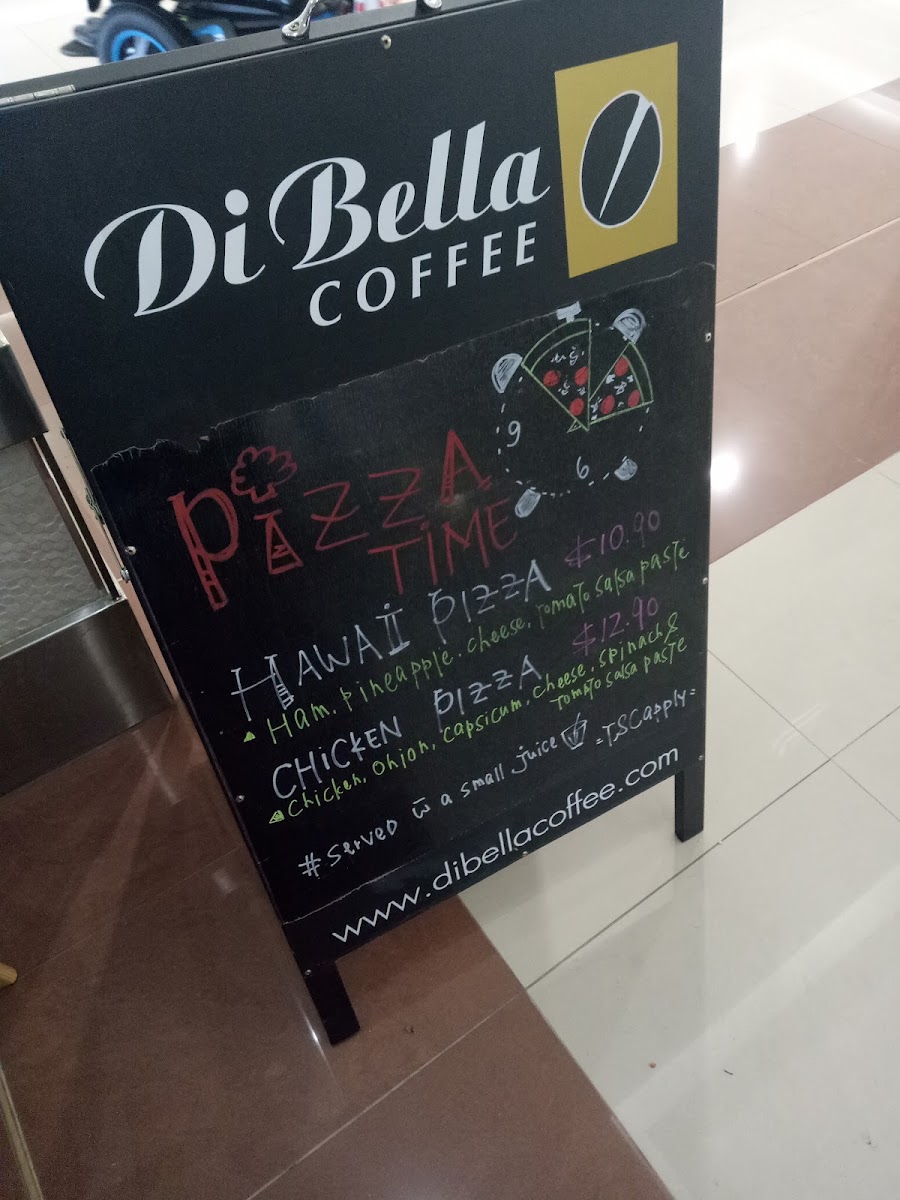 Di Bella
COFFEE
9
6
PIZZA
TIME
HAWAII PIZZA $10.90
Ham, pineapple, cheese, Tomato salsa paste
CHICKEN PIZZA $12.90
Chicken, Onion, capsicum, cheese, spinach &
Tomato salsa paste
# Served w a small juice =T&C apply=
www.dibellacoffee.com